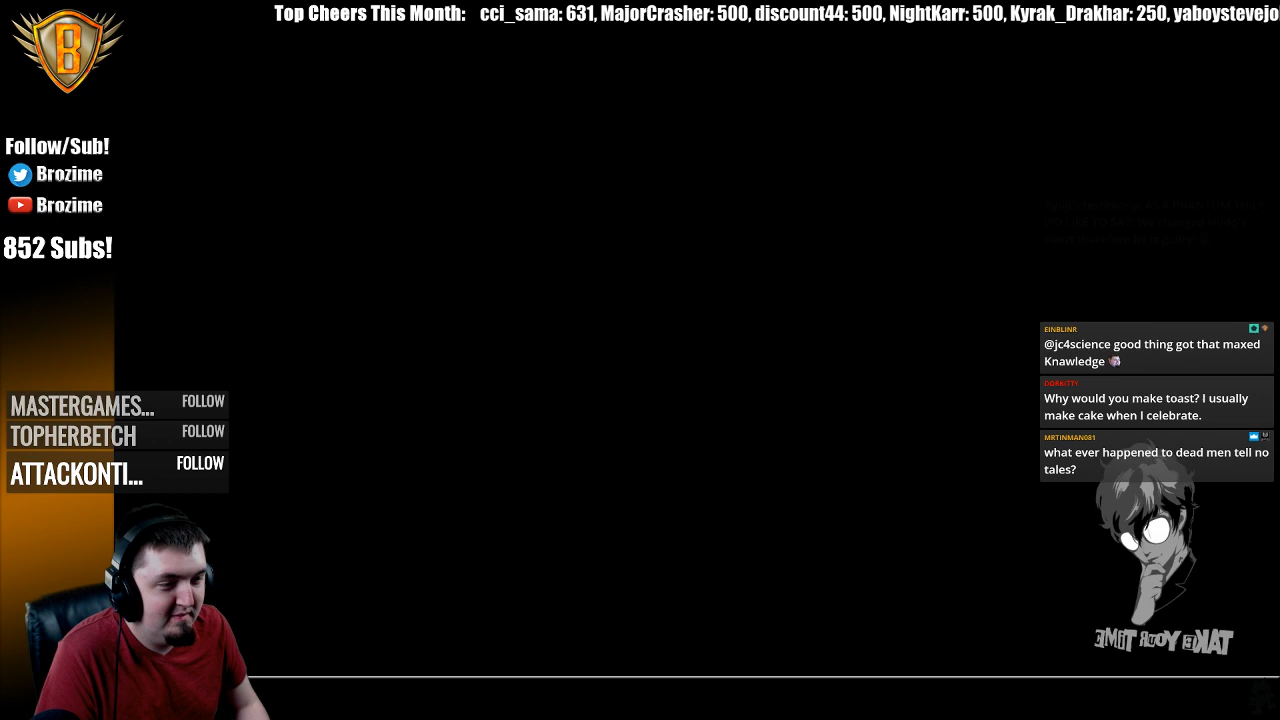 Top Cheers This Month: cci_sama: 631, MajorCrasher: 500, discount44: 500, NightKarr: 500, Kyrak_Drakhar: 250, yaboystevejo
B
Follow/Sub!
Brozime
Brozime
852 Subs!
MASTERGAMES... FOLLOW
TOPHERBETCH FOLLOW
ATTACKONTI... FOLLOW
EINBLINR
@jc4science good thing got that maxed
Knawledge
DORKITTY
Why would you make toast? I usually
make cake when I celebrate.
MRTINMAN081
what ever happened to dead men tell no
tales?
TAKE YOUR TIME